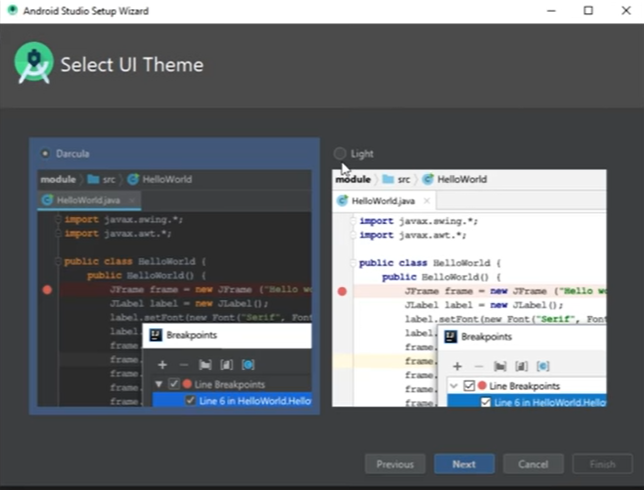 Android Studio Setup Wizard
Select UI Theme
Darcula
module src HelloWorld
HelloWorld.java
import javax.swing.*;
import javax.awt.*;
public class HelloWorld {
public HelloWorld() {
JFrame frame = new JFrame ("Hello wo
JLabel label = new JLabel();
label.setFont(new Font("Serif", Font
label.
frame.
frame.
frame.
frame.
frame.
Breakpoints
Line Breakpoints
Line 6 in HelloWorld.Hello
Light
module src HelloWorld
HelloWorld.java
import javax.swing.*;
import javax.awt.*;
public class HelloWorld {
public HelloWorld() {
JFrame frame = new JFrame ("Hello wo
JLabel label = new JLabel();
label.setFont(new Font("Serif", Font
label.
frame.
frame.
frame.
frame.
frame.
Breakpoints
Line Breakpoints
Line 6 in HelloWorld.Hello
Previous Next Cancel Finish